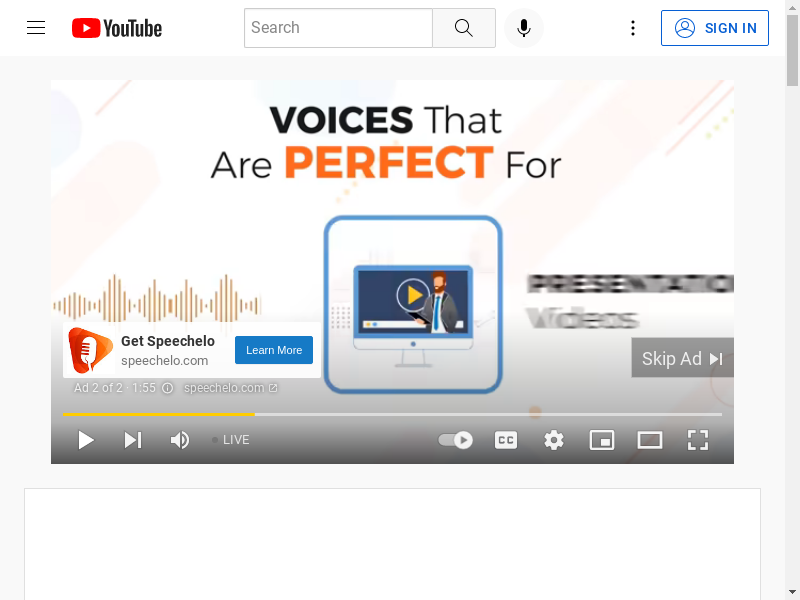 YouTube
Search
SIGN IN
VOICES That
Are PERFECT For
PRESENTATIO
Videos
Get Speechelo
speechelo.com
Learn More
Skip Ad
Ad 2 of 2 · 1:55
speechelo.com
LIVE
CC